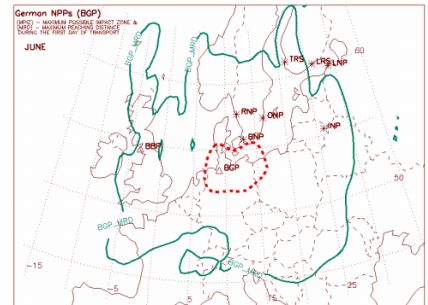 German NPPs (BGP)
(MPIZ) - MAXIMUM POSSIBLE IMPACT ZONE &
(MRD) - MAXIMUM REACHING DISTANCE
DURING THE FIRST DAY OF TRANSPORT
JUNE
BGP_MRD
BGP_MRD
TRS
LRS
LNP
60
RNP
ONP
INP
BBP
BNP
BGP
50
BGP_MRD
BGP_MRD
-15
-5
5
15
25